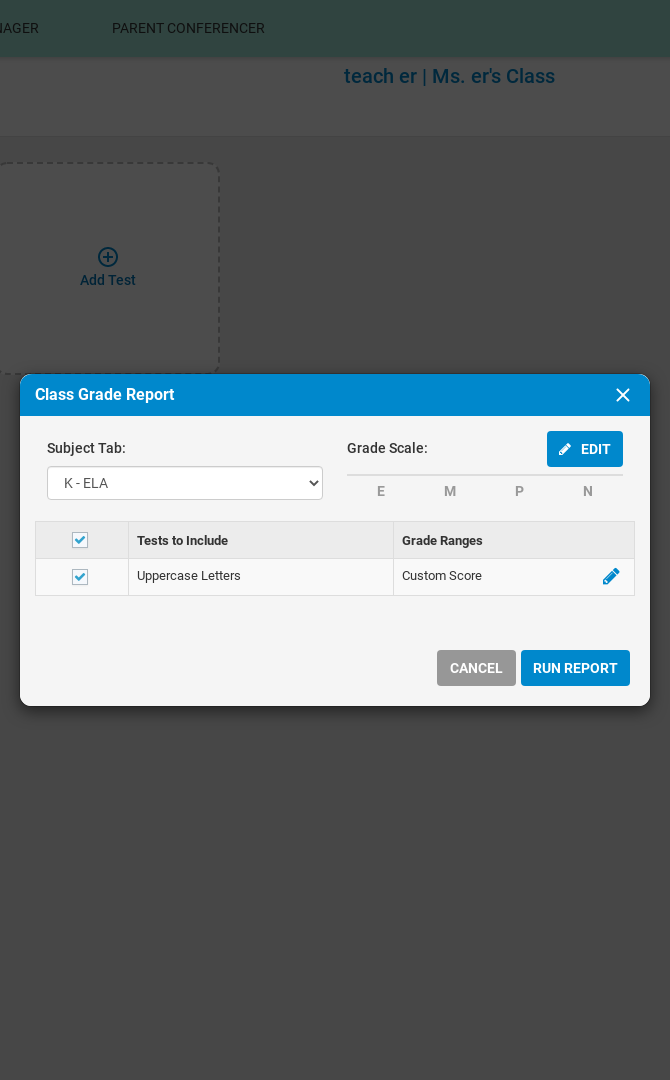 NAGER PARENT CONFERENCER
teach er | Ms. er's Class
Add Test
Class Grade Report
Subject Tab:
Grade Scale:
EDIT
K - ELA
E M P N
Tests to Include Grade Ranges
Uppercase Letters Custom Score
CANCEL RUN REPORT